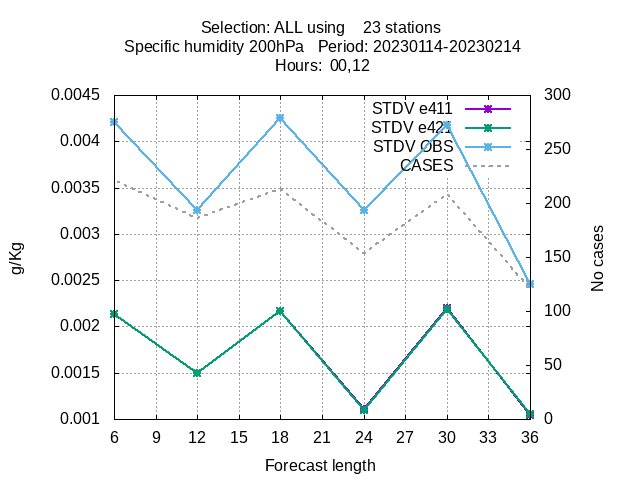 Selection: ALL using    23 stations
Specific humidity 200hPa   Period: 20230114-20230214
Hours:  00,12
STDV e411
STDV e421
STDV OBS
CASES
0.0045
0.004
0.0035
0.003
0.0025
0.002
0.0015
0.001
g/Kg
300
250
200
150
100
50
0
No cases
6 9 12 15 18 21 24 27 30 33 36
Forecast length